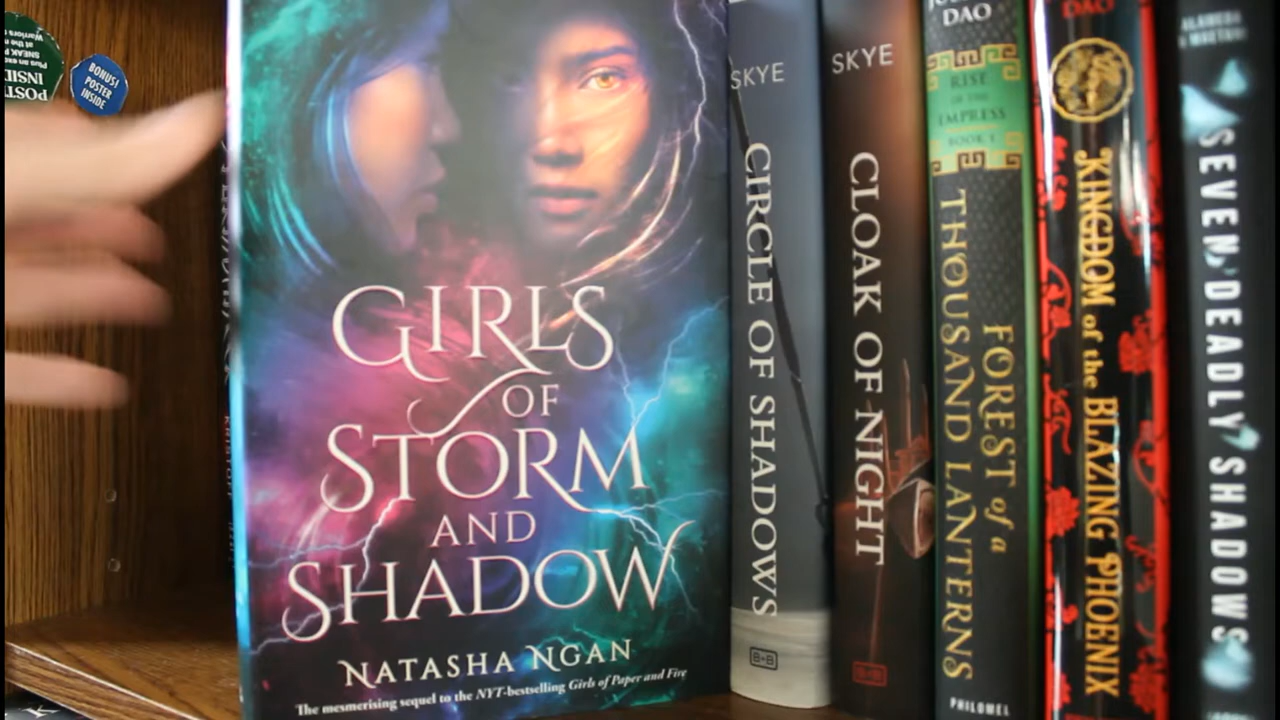 BONUS!
POSTER
INSIDE
GIRLS
OF
STORM
AND
SHADOW
NATASHA NGAN
The mesmerising sequel to the NYT-bestselling Girls of Paper and Fire
SKYE
CIRCLE OF SHADOWS
B+B
SKYE
CLOAK OF NIGHT
B+B
DAO
RISE
OF THE
EMPRESS
BOOK 1
FOREST of a
THOUSAND LANTERNS
PHILOMEL
DAO
KINGDOM of the BLAZING PHOENIX
ALAMEDA
SEVEN DEADLY SHADOWS